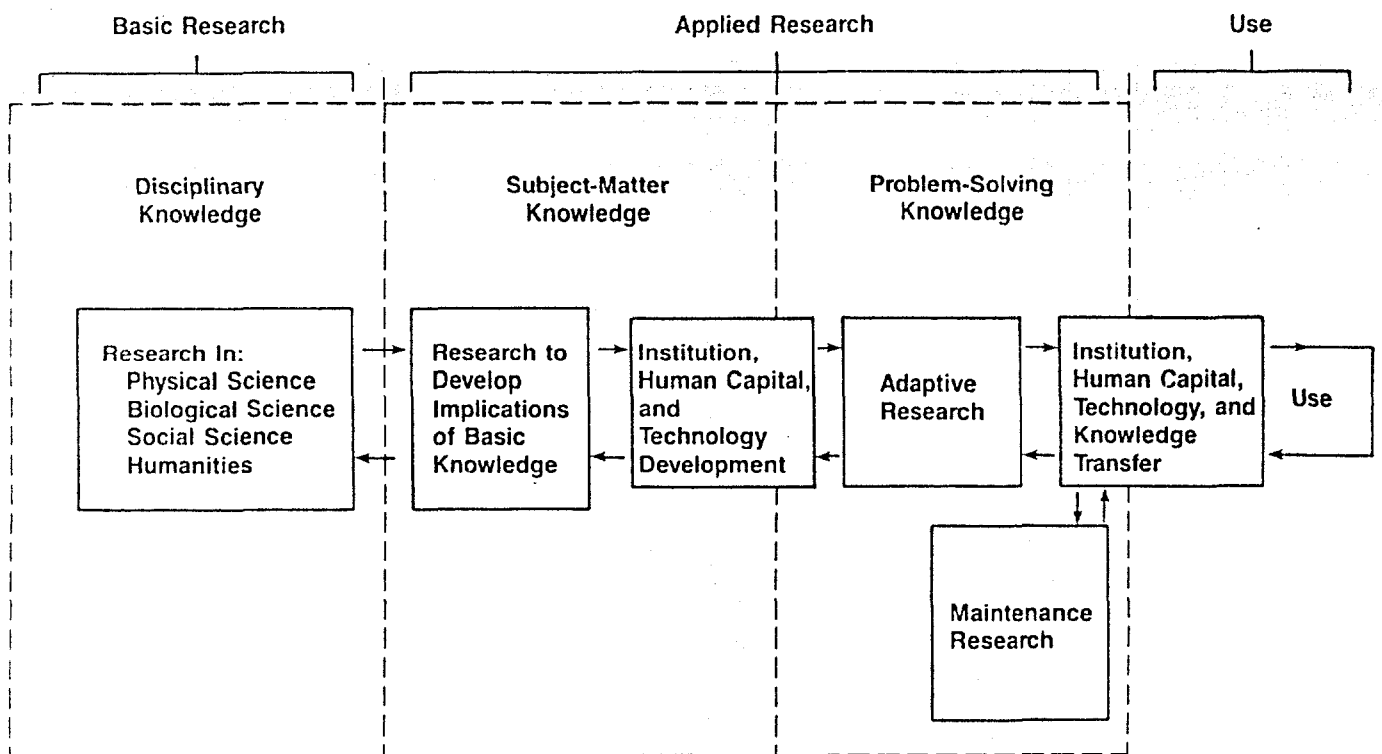 Basic Research
Applied Research
Use
Disciplinary
Knowledge
Subject-Matter
Knowledge
Problem-Solving
Knowledge
Research In:
Physical Science
Biological Science
Social Science
Humanities
Research to
Develop
Implications
of Basic
Knowledge
Institution,
Human Capital,
and
Technology
Development
Adaptive
Research
Institution,
Human Capital,
Technology, and
Knowledge
Transfer
Use
Maintenance
Research